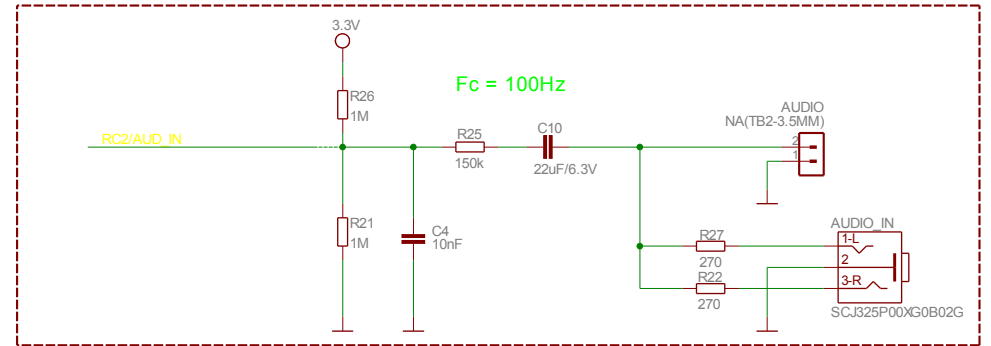 3.3V
Fc = 100Hz
R26
1M
AUDIO
NA(TB2-3.5MM)
RC2/AUD_IN
R25
150k
C10
22uF/6.3V
2
1
R21
1M
C4
10nF
AUDIO_IN
R27
270
1-L
2
R22
270
3-R
SCJ325P00XG0B02G